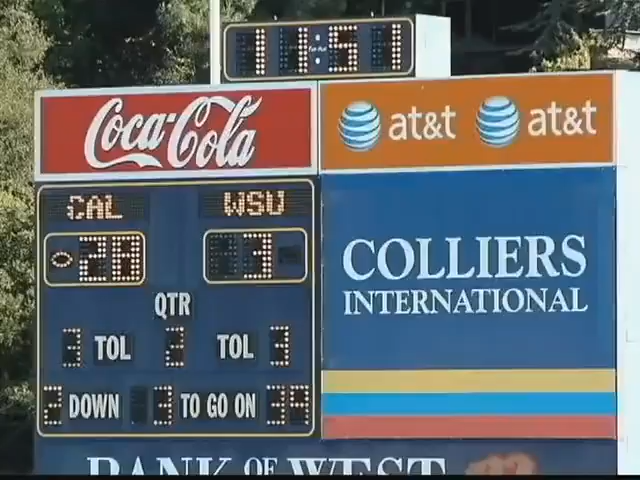 11:51
Coca-Cola
at&t at&t
CAL WSU
28 3
QTR
3 TOL 2 TOL 3
2 DOWN 3 TO GO ON 34
COLLIERS
INTERNATIONAL
BANK OF WEST